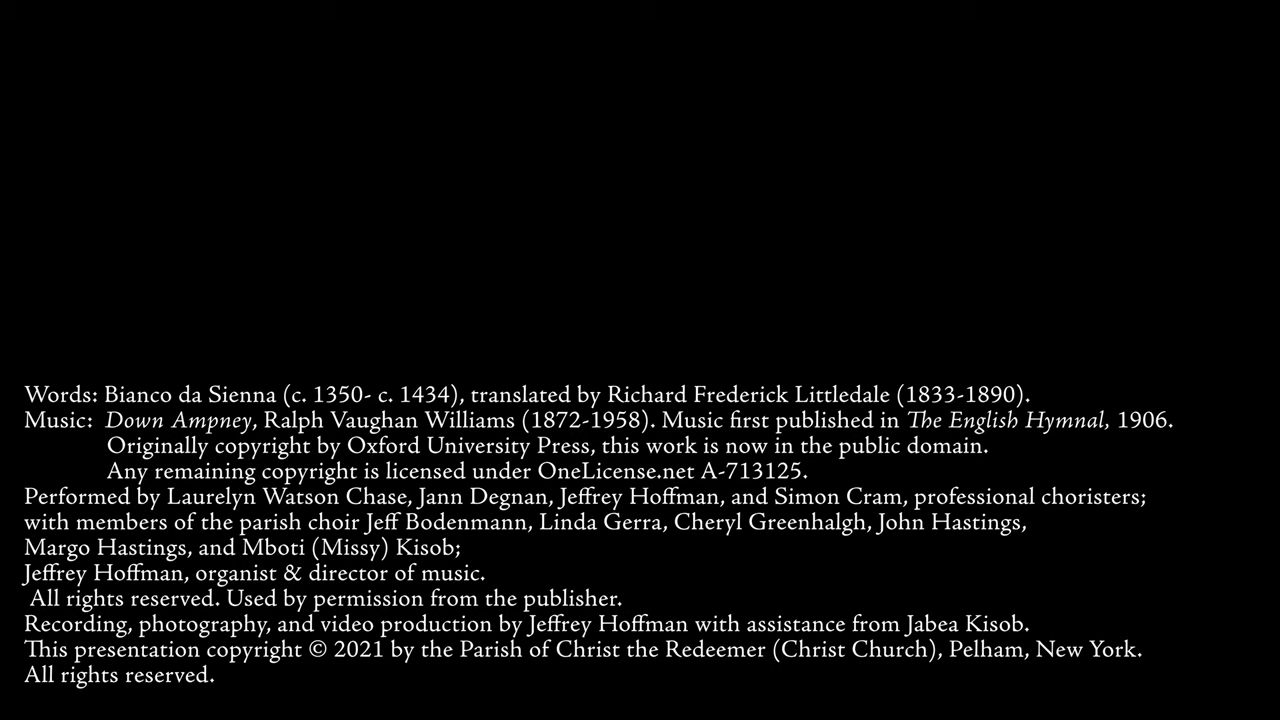 Words: Bianco da Sienna (c. 1350- c. 1434), translated by Richard Frederick Littledale (1833-1890).
Music: Down Ampney, Ralph Vaughan Williams (1872-1958). Music first published in The English Hymnal, 1906.
Originally copyright by Oxford University Press, this work is now in the public domain.
Any remaining copyright is licensed under OneLicense.net A-713125.
Performed by Laurelyn Watson Chase, Jann Degnan, Jeffrey Hoffman, and Simon Cram, professional choristers;
with members of the parish choir Jeff Bodenmann, Linda Gerra, Cheryl Greenhalgh, John Hastings,
Margo Hastings, and Mboti (Missy) Kisob;
Jeffrey Hoffman, organist & director of music.
All rights reserved. Used by permission from the publisher.
Recording, photography, and video production by Jeffrey Hoffman with assistance from Jabea Kisob.
This presentation copyright © 2021 by the Parish of Christ the Redeemer (Christ Church), Pelham, New York.
All rights reserved.